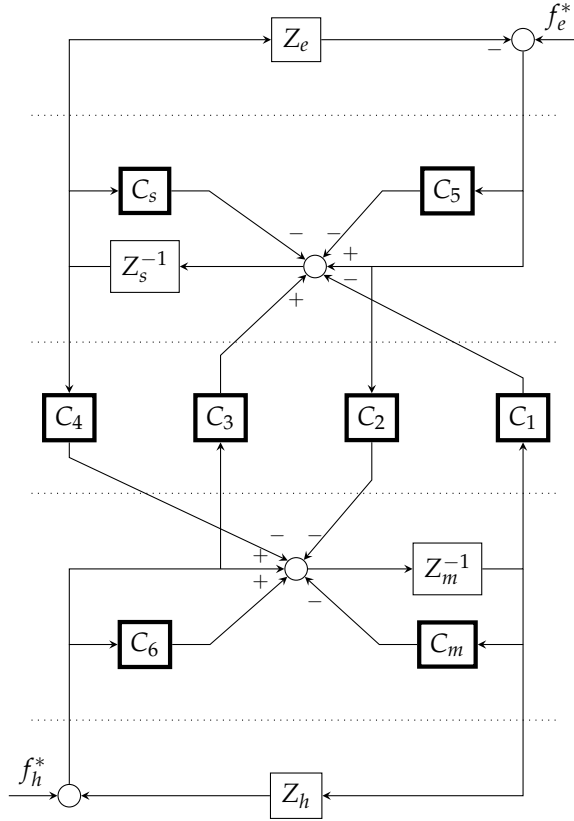 f_e^*
Z_e
−
C_s
C_5
− −
Z_s^{-1}
+
−
+
C_4 C_3 C_2 C_1
− −
+
+
Z_m^{-1}
−
C_6
C_m
f_h^*
Z_h